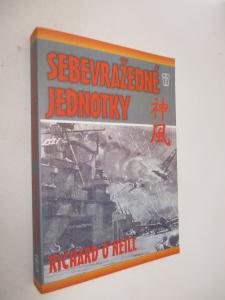 SEBEVRAŽEDNÉ
JEDNOTKY
神
風
RICHARD O'NEILL